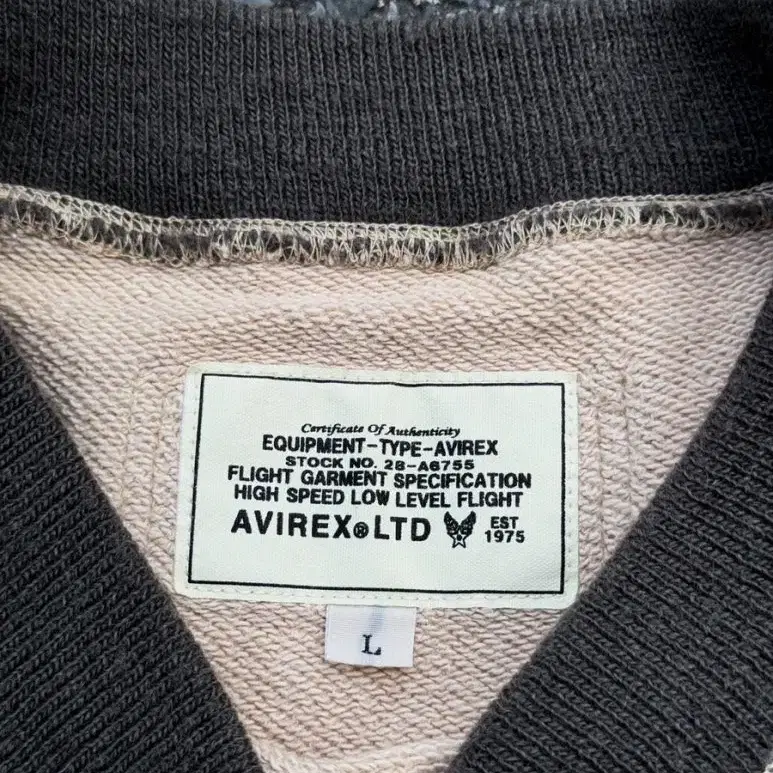 Certificate Of Authenticity
EQUIPMENT-TYPE-AVIREX
STOCK NO. 28-A6755
FLIGHT GARMENT SPECIFICATION
HIGH SPEED LOW LEVEL FLIGHT
AVIREX®LTD EST 1975
L